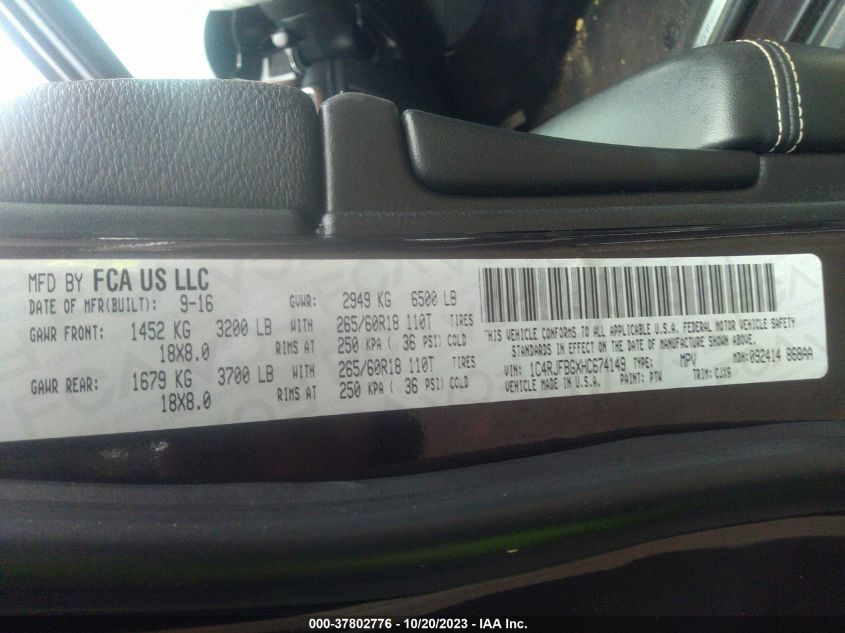 MFD BY FCA US LLC
DATE OF MFR(BUILT): 9-16 GVWR: 2949 KG 6500 LB
GAWR FRONT: 1452 KG 3200 LB WITH 265/60R18 110T TIRES
18X8.0 RIMS AT 250 KPA ( 36 PSI) COLD
GAWR REAR: 1679 KG 3700 LB WITH 265/60R18 110T TIRES
18X8.0 RIMS AT 250 KPA ( 36 PSI) COLD
"THIS VEHICLE CONFORMS TO ALL APPLICABLE U.S.A. FEDERAL MOTOR VEHICLE SAFETY
STANDARDS IN EFFECT ON THE DATE OF MANUFACTURE SHOWN ABOVE.
VIN: 1C4RJFBGXHC674149 TYPE: MPV MDH: 092414 868AA
VEHICLE MADE IN U.S.A. PAINT: PTW TRIM: CJX9
000-37802776 - 10/20/2023 - IAA Inc.